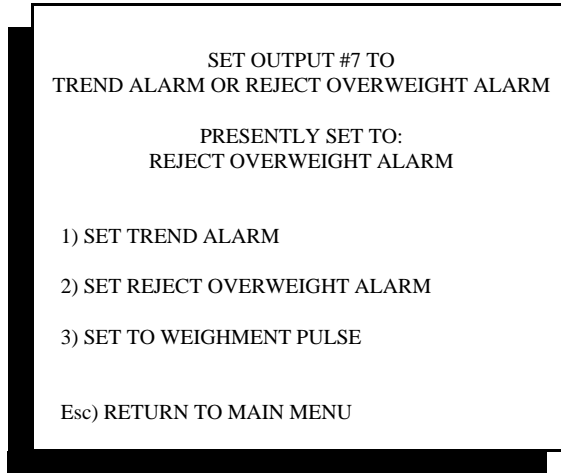 SET OUTPUT #7 TO
TREND ALARM OR REJECT OVERWEIGHT ALARM
PRESENTLY SET TO:
REJECT OVERWEIGHT ALARM
1) SET TREND ALARM
2) SET REJECT OVERWEIGHT ALARM
3) SET TO WEIGHMENT PULSE
Esc) RETURN TO MAIN MENU